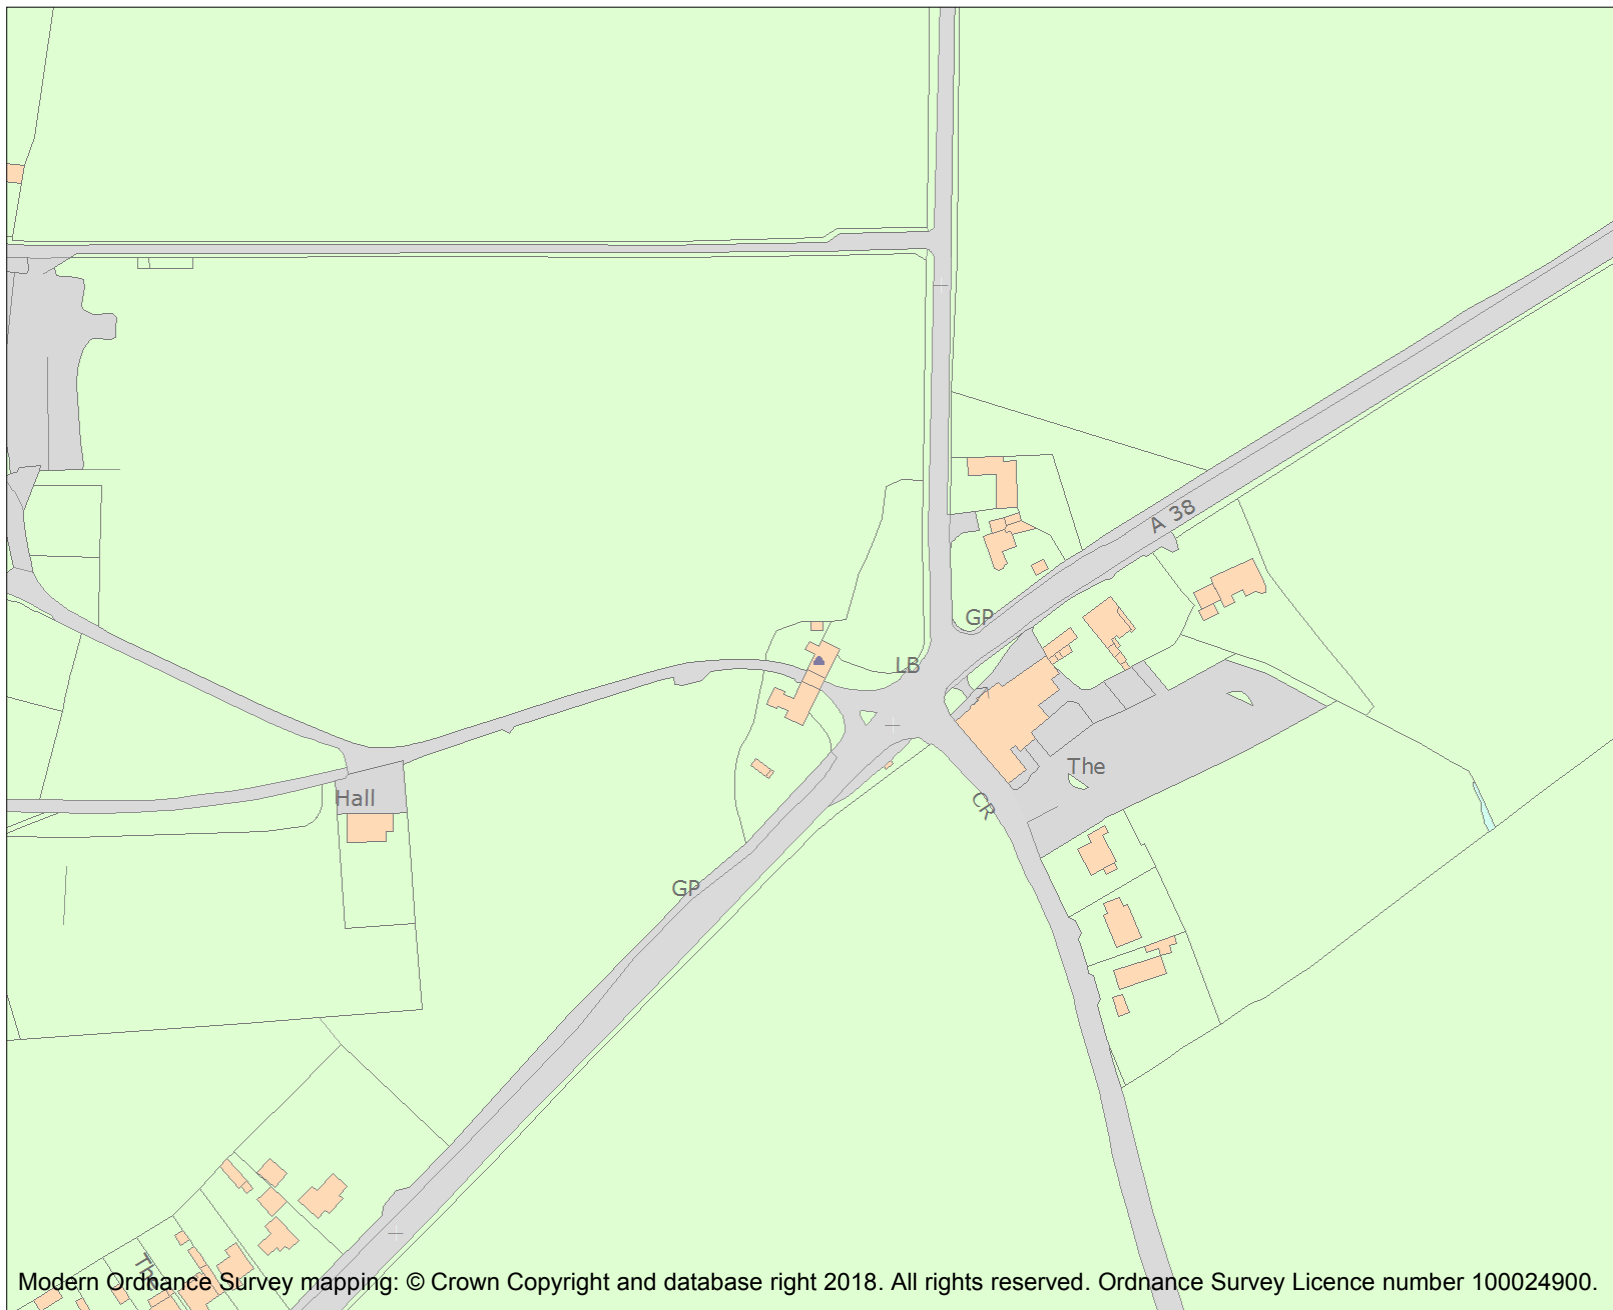 A 38
GP
LB
The
Hall
CR
GP
The
Modern Ordnance Survey mapping: © Crown Copyright and database right 2018. All rights reserved. Ordnance Survey Licence number 100024900.